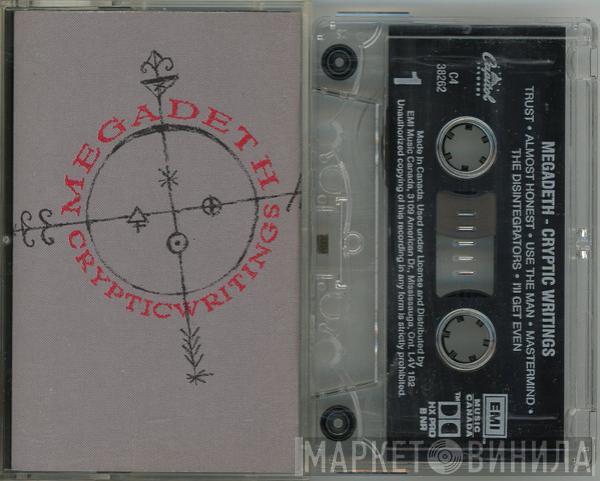 MEGADETH
CRYPTICWRITINGS
Capitol
RECORDS
C4
38262
1
MEGADETH - CRYPTIC WRITINGS
TRUST • ALMOST HONEST • USE THE MAN • MASTERMIND •
THE DISINTEGRATORS • I'll GET EVEN
Made in Canada. Used under License and Distributed by
EMI Music Canada, 3109 American Dr., Mississauga, Ont. L4V 1B2
Unauthorized copying of this recording in any form is strictly prohibited.
EMI
MUSIC
CANADA
TM
HX PRO
B NR
МАРКЕТ ВИНИЛА